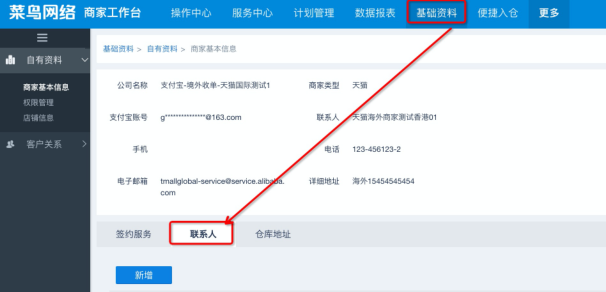 菜鸟网络 商家工作台 操作中心 服务中心 计划管理 数据报表 基础资料 便捷入仓 更多
自有资料
商家基本信息
权限管理
店铺信息
客户关系
基础资料 > 自有资料 > 商家基本信息
公司名称 支付宝-境外收单-天猫国际测试1 商家类型 天猫
支付宝账号 g***************@163.com 联系人 天猫海外商家测试香港01
手机 电话 123-456123-2
电子邮箱 tmallglobal-service@service.alibaba.com 详细地址 海外15454545454
签约服务 联系人 仓库地址
新增